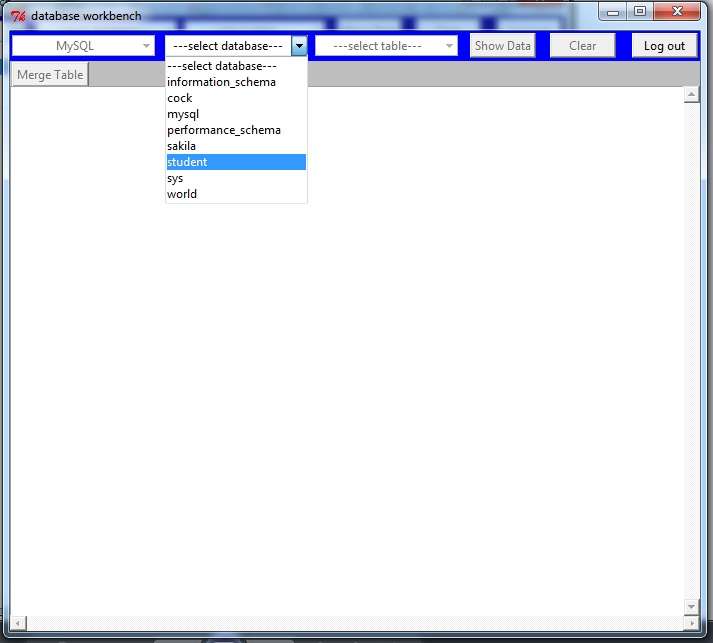 database workbench
MySQL ---select database--- ---select table--- Show Data Clear Log out
Merge Table
---select database---
information_schema
cock
mysql
performance_schema
sakila
student
sys
world